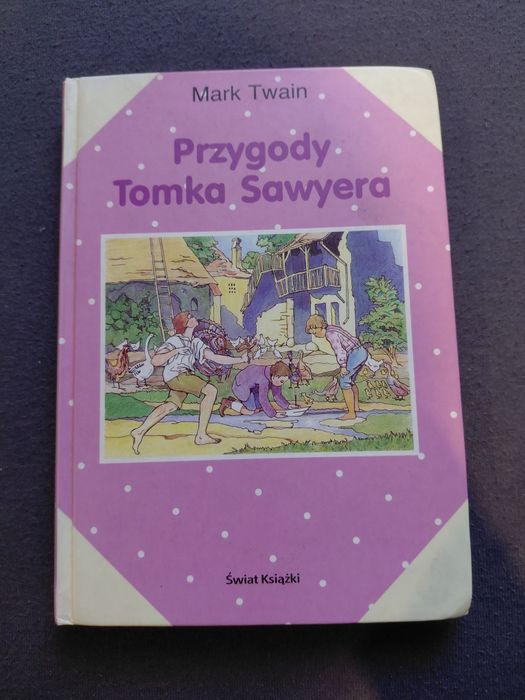 Mark Twain
Przygody
Tomka Sawyera
Świat Książki